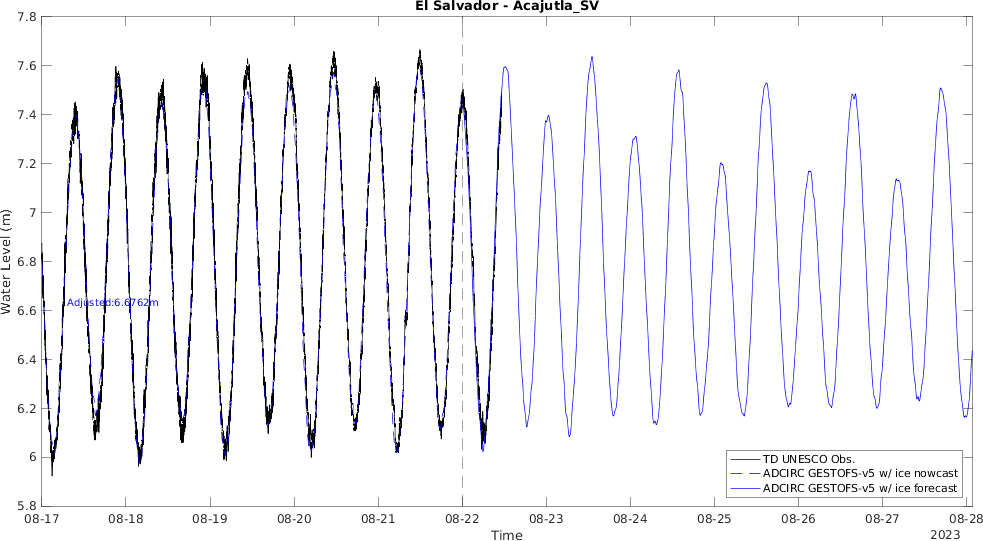 El Salvador - Acajutla_SV
7.8
7.6
7.4
7.2
7
6.8
6.6
6.4
6.2
6
5.8
Water Level (m)
Adjusted:6.6762m
TD UNESCO Obs.
ADCIRC GESTOFS-v5 w/ ice nowcast
ADCIRC GESTOFS-v5 w/ ice forecast
08-17 08-18 08-19 08-20 08-21 08-22 08-23 08-24 08-25 08-26 08-27 08-28
Time
2023